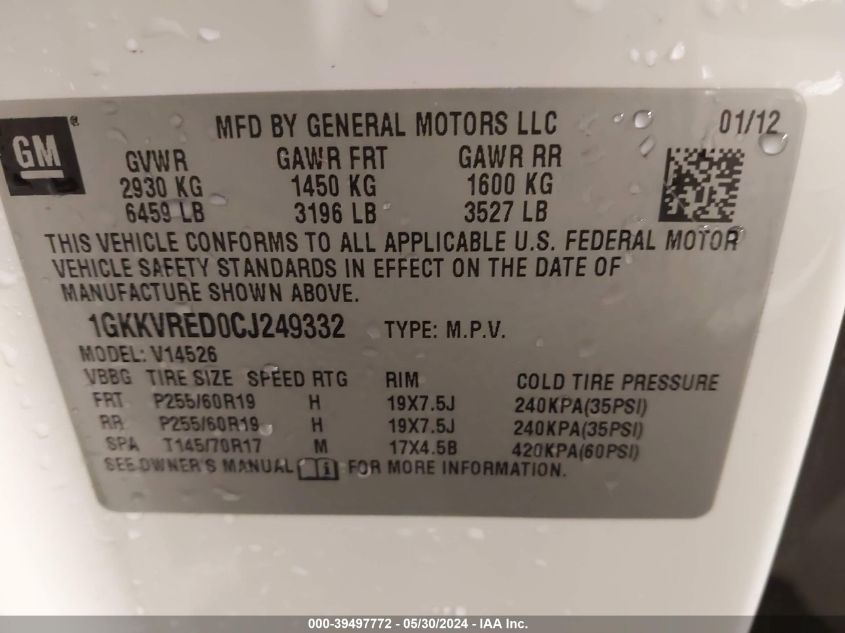 GM®
MFD BY GENERAL MOTORS LLC 01/12
GVWR GAWR FRT GAWR RR
2930 KG 1450 KG 1600 KG
6459 LB 3196 LB 3527 LB
THIS VEHICLE CONFORMS TO ALL APPLICABLE U.S. FEDERAL MOTOR
VEHICLE SAFETY STANDARDS IN EFFECT ON THE DATE OF
MANUFACTURE SHOWN ABOVE.
1GKKVRED0CJ249332 TYPE: M.P.V.
MODEL: V14526
VBBG TIRE SIZE SPEED RTG RIM COLD TIRE PRESSURE
FRT P255/60R19 H 19X7.5J 240KPA(35PSI)
RR P255/60R19 H 19X7.5J 240KPA(35PSI)
SPA T145/70R17 M 17X4.5B 420KPA(60PSI)
SEE OWNER'S MANUAL i FOR MORE INFORMATION.
000-39497772 - 05/30/2024 - IAA Inc.